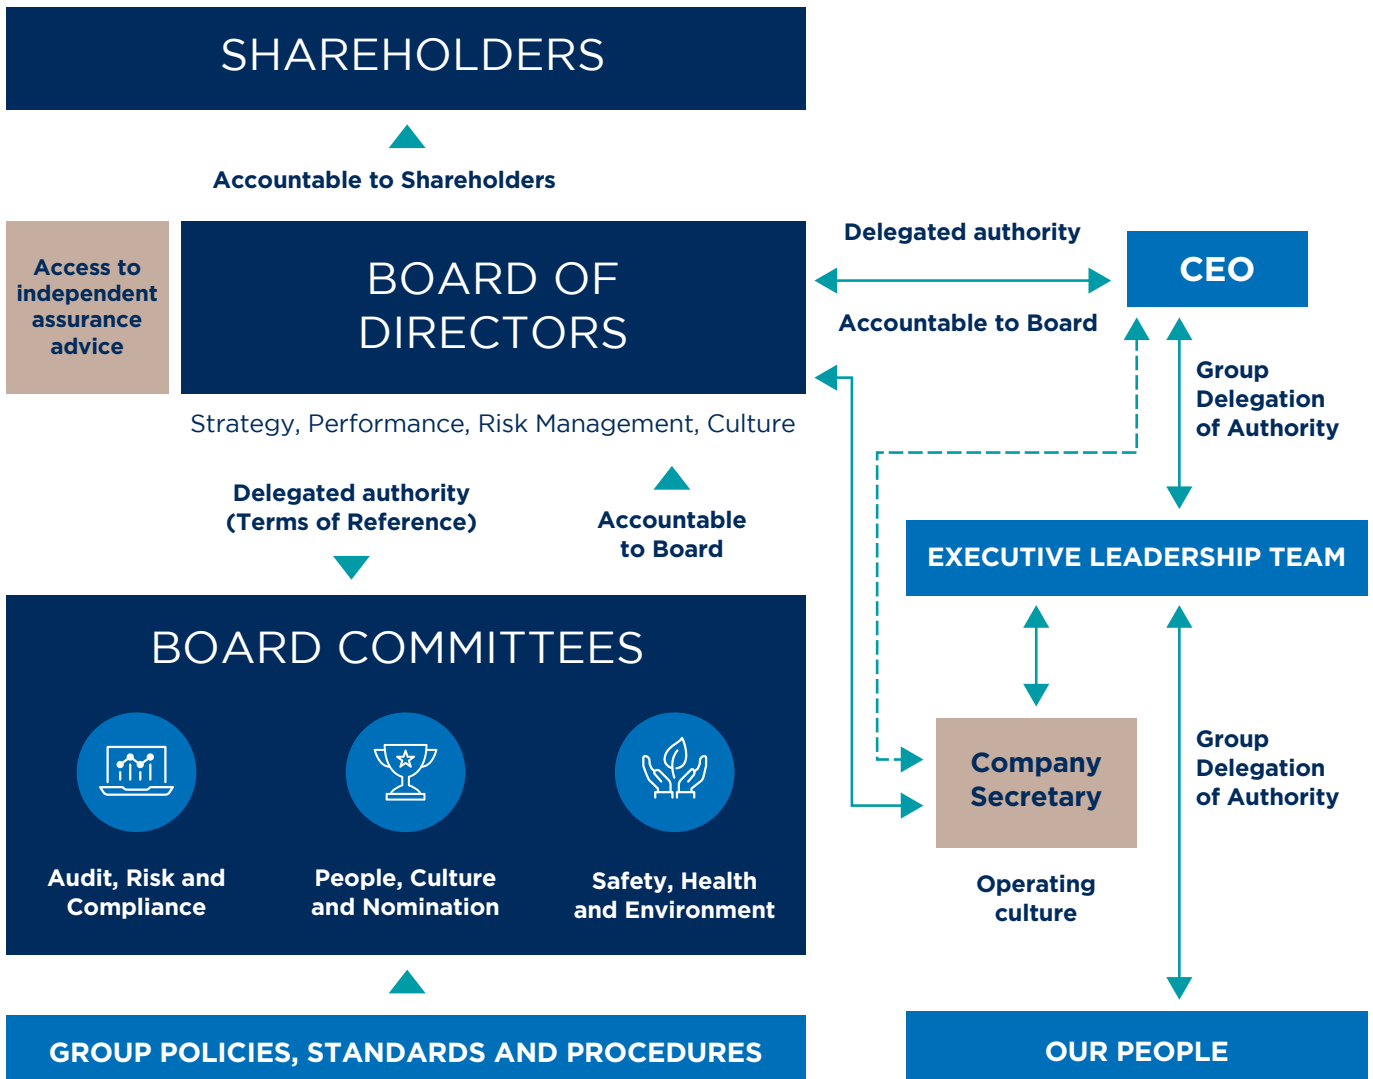 SHAREHOLDERS
Accountable to Shareholders
Access to
independent
assurance
advice
BOARD OF
DIRECTORS
Strategy, Performance, Risk Management, Culture
Delegated authority
Accountable to Board
CEO
Group
Delegation
of Authority
Delegated authority
(Terms of Reference)
Accountable
to Board
EXECUTIVE LEADERSHIP TEAM
BOARD COMMITTEES
Audit, Risk and
Compliance
People, Culture
and Nomination
Safety, Health
and Environment
Company
Secretary
Operating
culture
Group
Delegation
of Authority
GROUP POLICIES, STANDARDS AND PROCEDURES
OUR PEOPLE